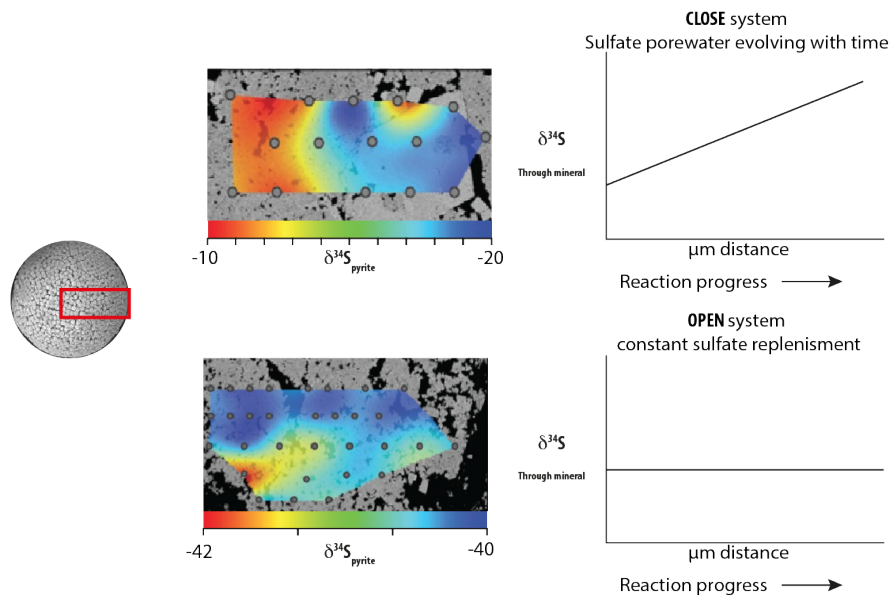 CLOSE system
Sulfate porewater evolving with time
δ34S
Through mineral
-10
δ34Spyrite
-20
μm distance
Reaction progress
OPEN system
constant sulfate replenisment
δ34S
Through mineral
-42
δ34Spyrite
-40
μm distance
Reaction progress